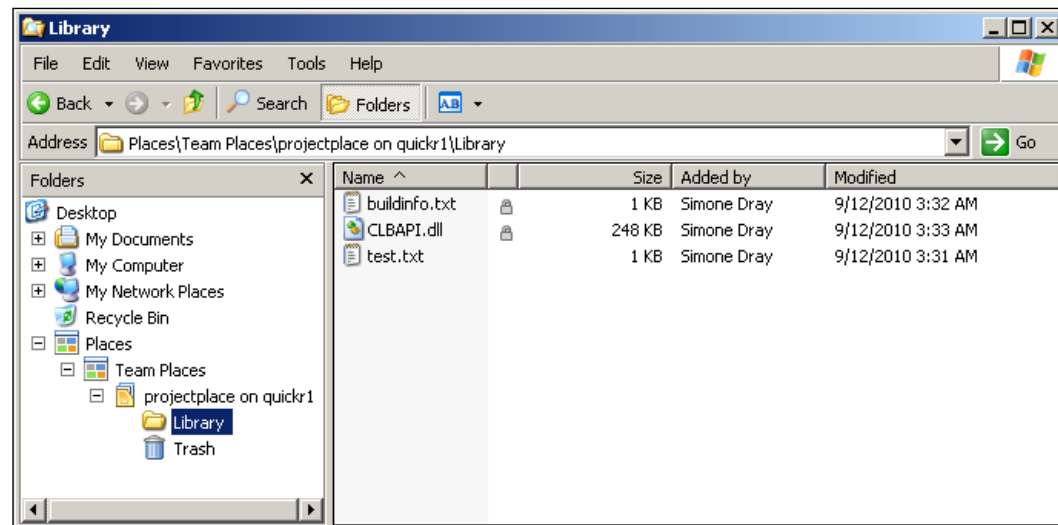 Library
File Edit View Favorites Tools Help
Back Search Folders AB
Address Places\Team Places\projectplace on quickr1\Library Go
Folders
Desktop
My Documents
My Computer
My Network Places
Recycle Bin
Places
Team Places
projectplace on quickr1
Library
Trash
Name Size Added by Modified
buildinfo.txt 1 KB Simone Dray 9/12/2010 3:32 AM
CLBAPI.dll 248 KB Simone Dray 9/12/2010 3:33 AM
test.txt 1 KB Simone Dray 9/12/2010 3:31 AM